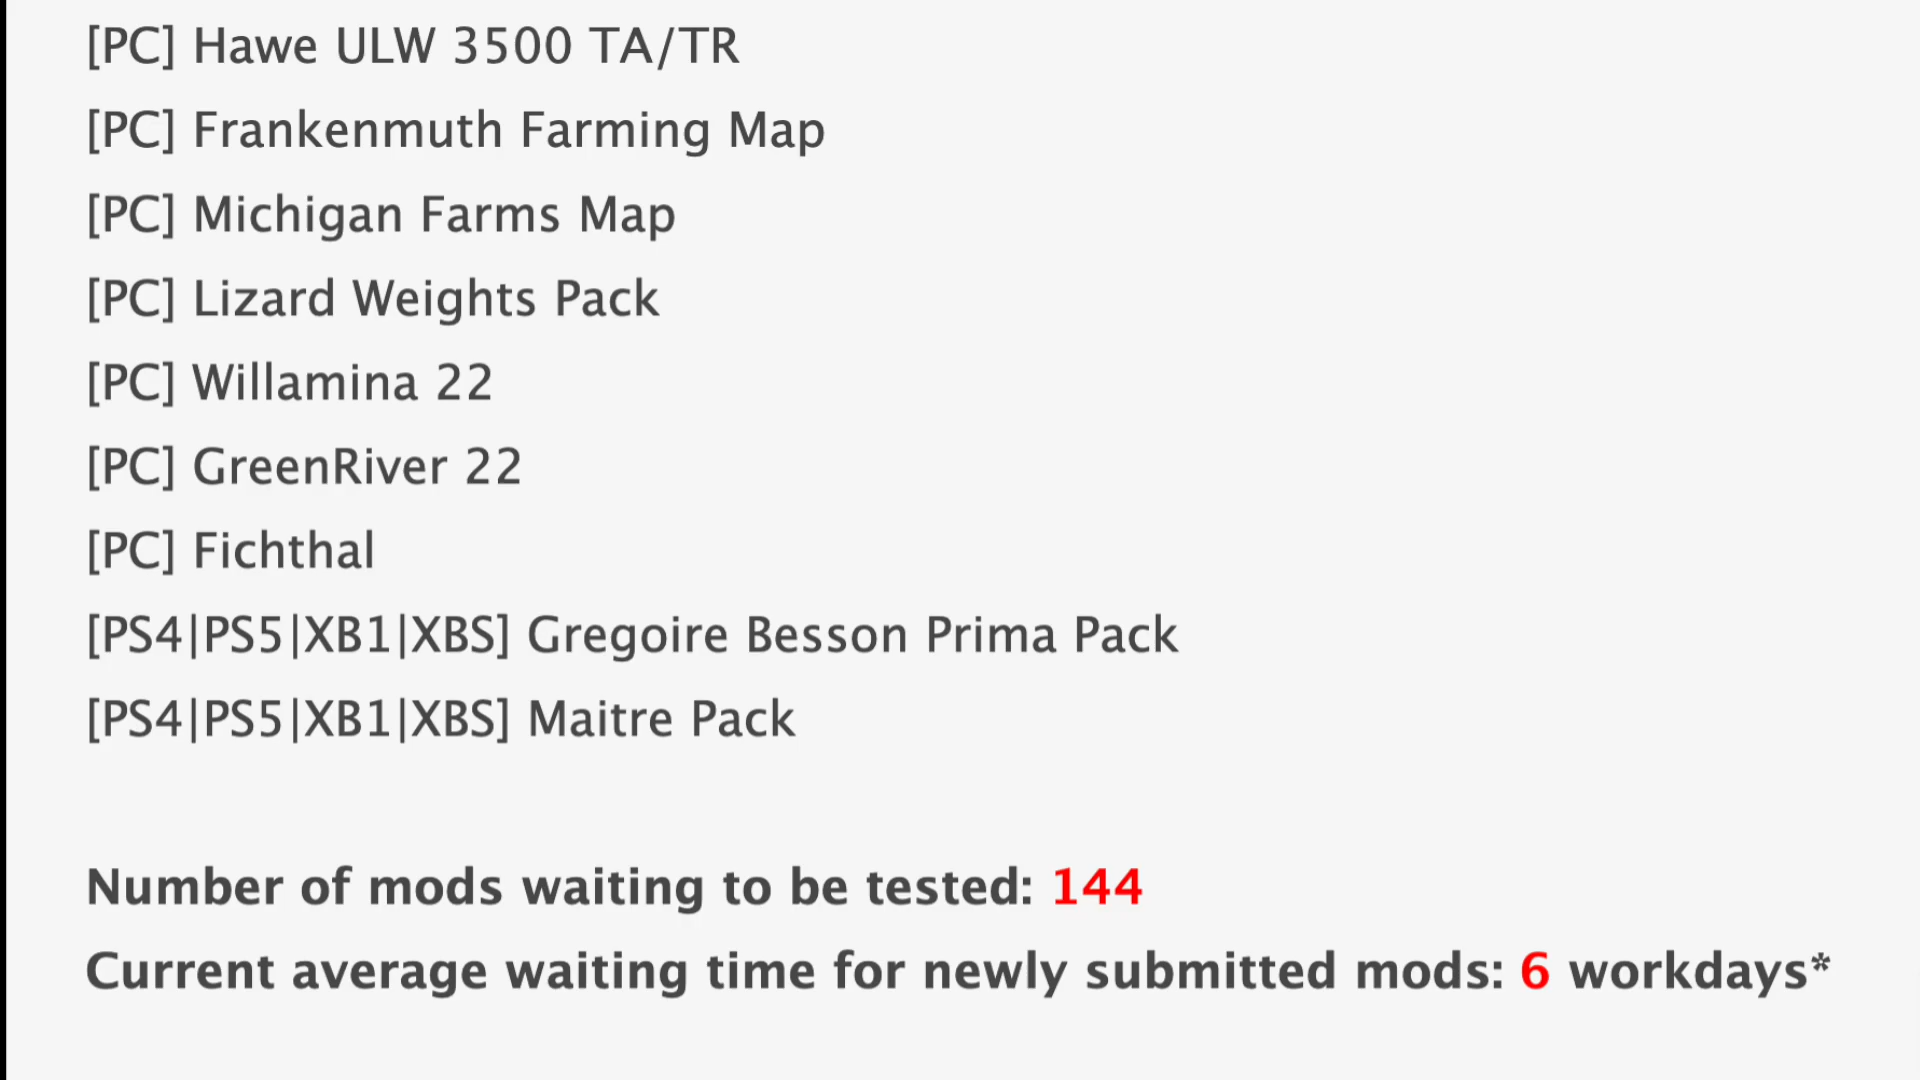 [PC] Hawe ULW 3500 TA/TR
[PC] Frankenmuth Farming Map
[PC] Michigan Farms Map
[PC] Lizard Weights Pack
[PC] Willamina 22
[PC] GreenRiver 22
[PC] Fichthal
[PS4|PS5|XB1|XBS] Gregoire Besson Prima Pack
[PS4|PS5|XB1|XBS] Maitre Pack
Number of mods waiting to be tested: 144
Current average waiting time for newly submitted mods: 6 workdays*